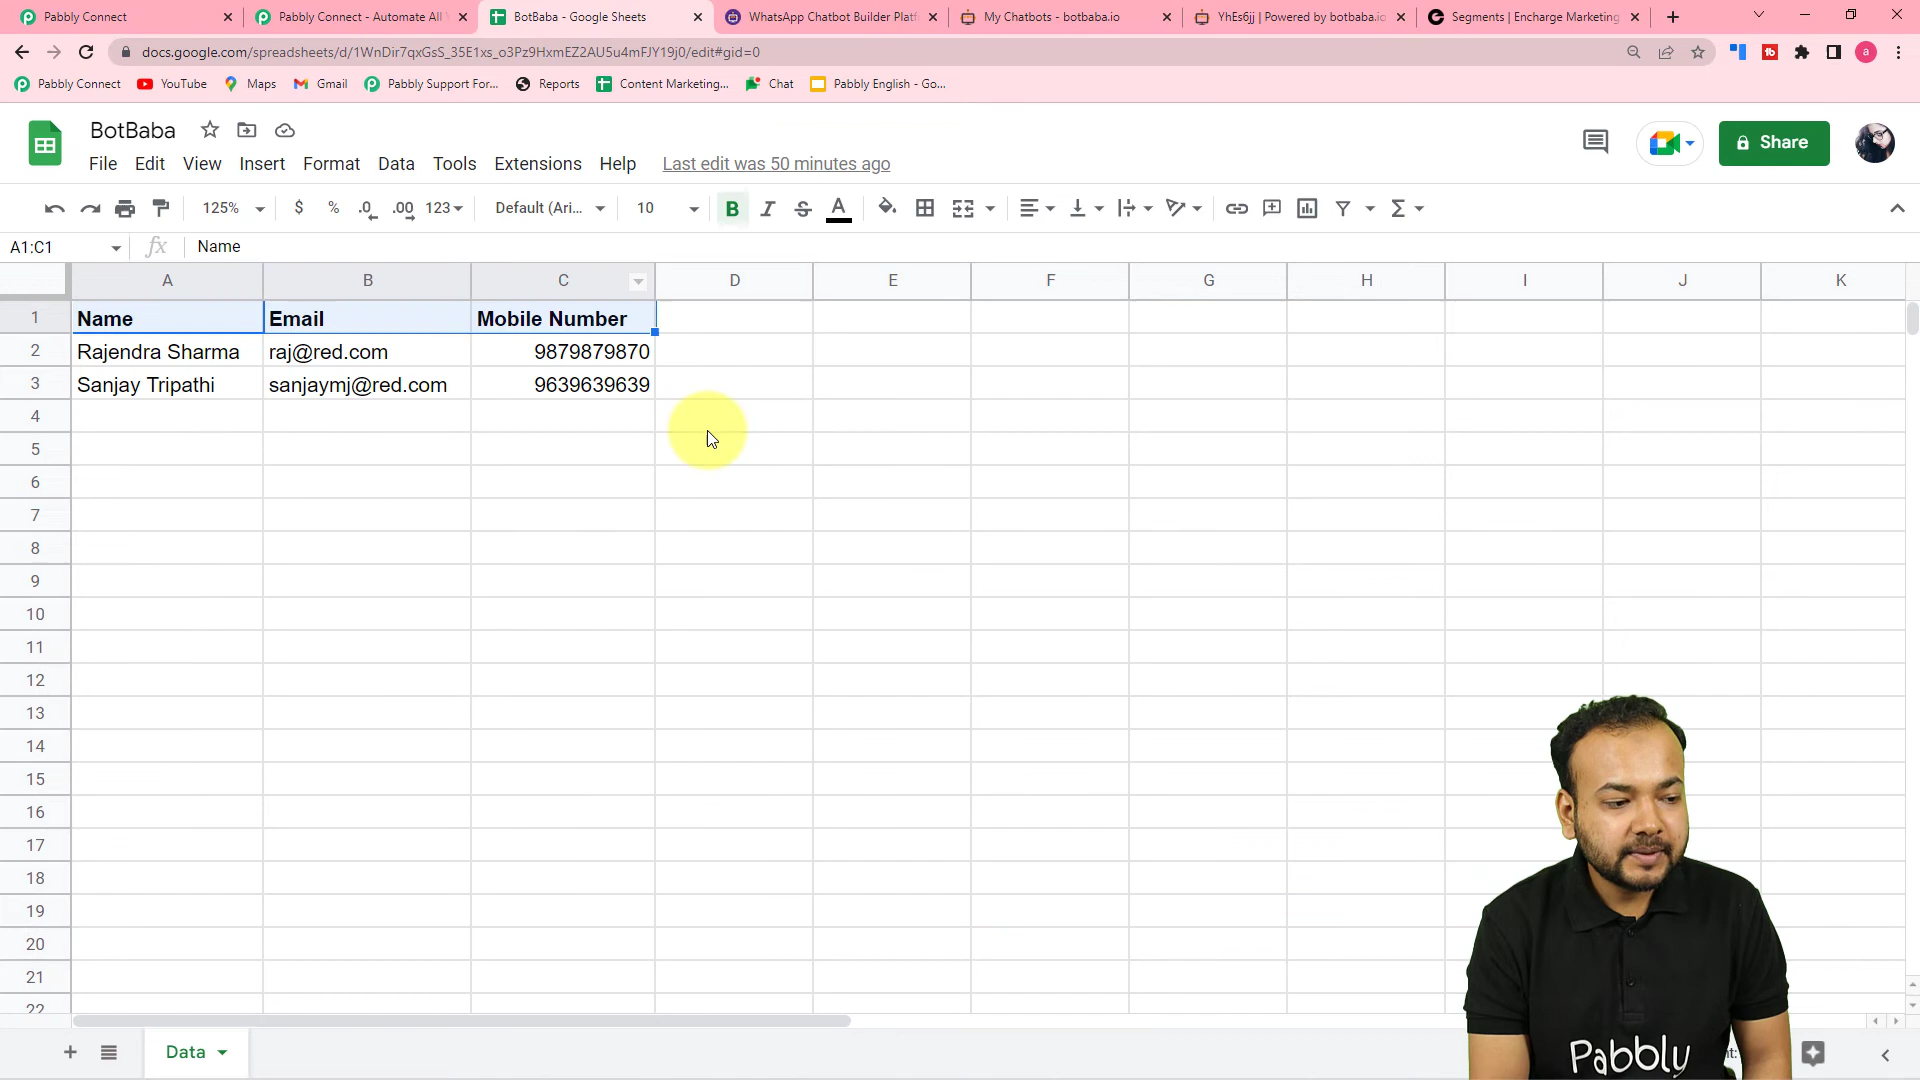 Pabbly Connect
Pabbly Connect - Automate All
BotBaba - Google Sheets
WhatsApp Chatbot Builder Platf
My Chatbots - botbaba.io
YhEs6jj | Powered by botbaba.io
Segments | Encharge Marketing
docs.google.com/spreadsheets/d/1WnDir7qxGsS_35E1xs_o3Pz9HxmEZ2AU5u4mFJY19j0/edit#gid=0
a
Pabbly Connect
YouTube
Maps
Gmail
Pabbly Support For...
Reports
Content Marketing...
Chat
Pabbly English - Go...
BotBaba
Share
File Edit View Insert Format Data Tools Extensions Help Last edit was 50 minutes ago
125% $ % .0 .00 123 Default (Ari... 10 B I S A Σ
A1:C1 fx Name
A B C D E F G H I J K
1 Name Email Mobile Number
2 Rajendra Sharma raj@red.com 9879879870
3 Sanjay Tripathi sanjaymj@red.com 9639639639
4
5
6
7
8
9
10
11
12
13
14
15
16
17
18
19
20
21
22
Data
Pabbly